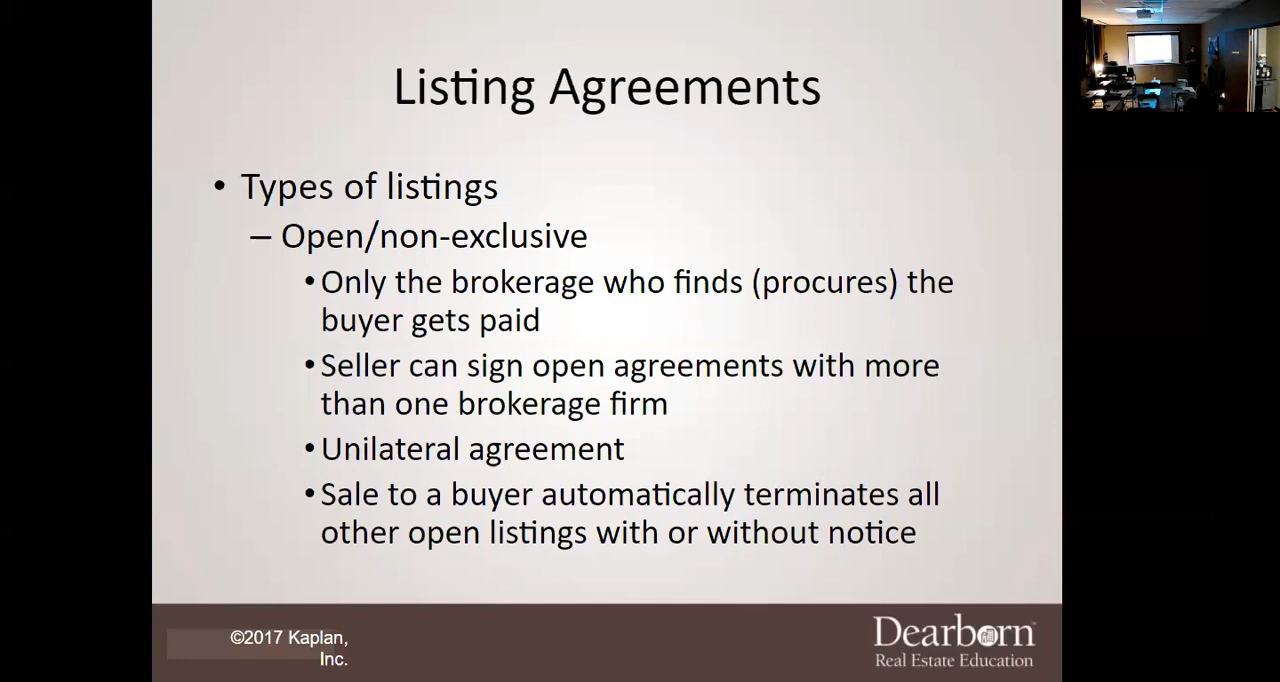 Listing Agreements
• Types of listings
– Open/non-exclusive
• Only the brokerage who finds (procures) the
buyer gets paid
• Seller can sign open agreements with more
than one brokerage firm
• Unilateral agreement
• Sale to a buyer automatically terminates all
other open listings with or without notice
©2017 Kaplan,
Inc.
Dearborn™
Real Estate Education